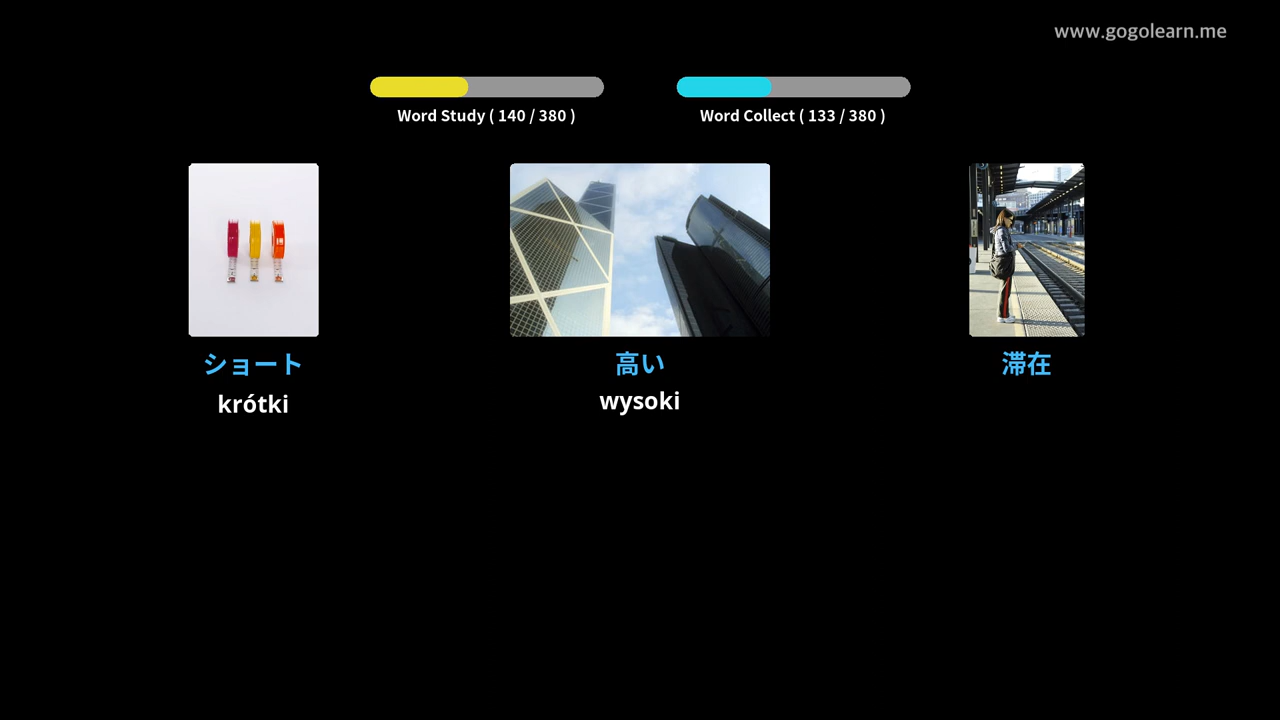 www.gogolearn.me
Word Study ( 140 / 380 )
Word Collect ( 133 / 380 )
ショート
高い
滞在
krótki
wysoki